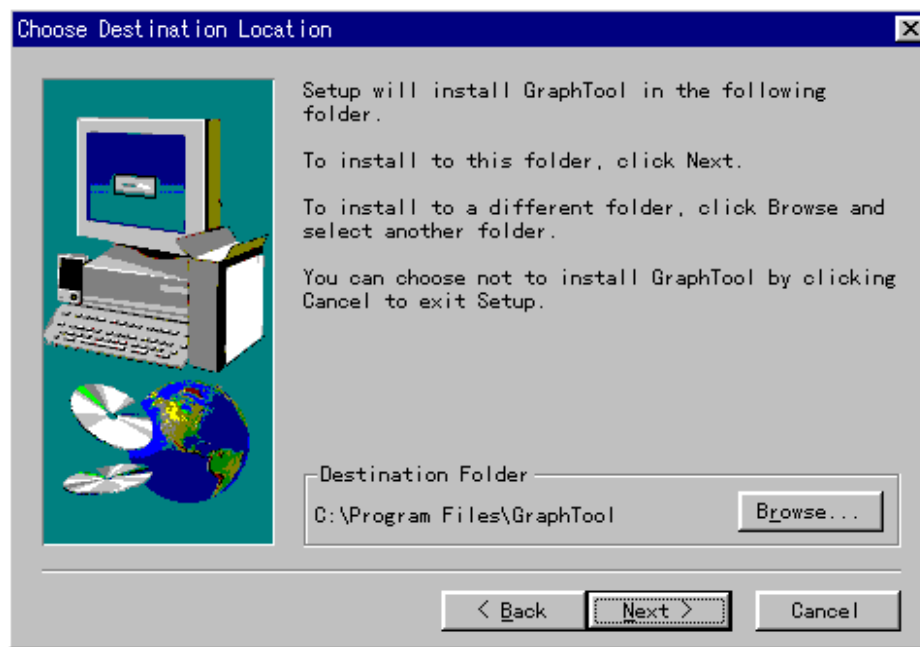 Choose Destination Location
Setup will install GraphTool in the following
folder.
To install to this folder, click Next.
To install to a different folder, click Browse and
select another folder.
You can choose not to install GraphTool by clicking
Cancel to exit Setup.
Destination Folder
C:\Program Files\GraphTool
Browse...
< Back
Next >
Cancel